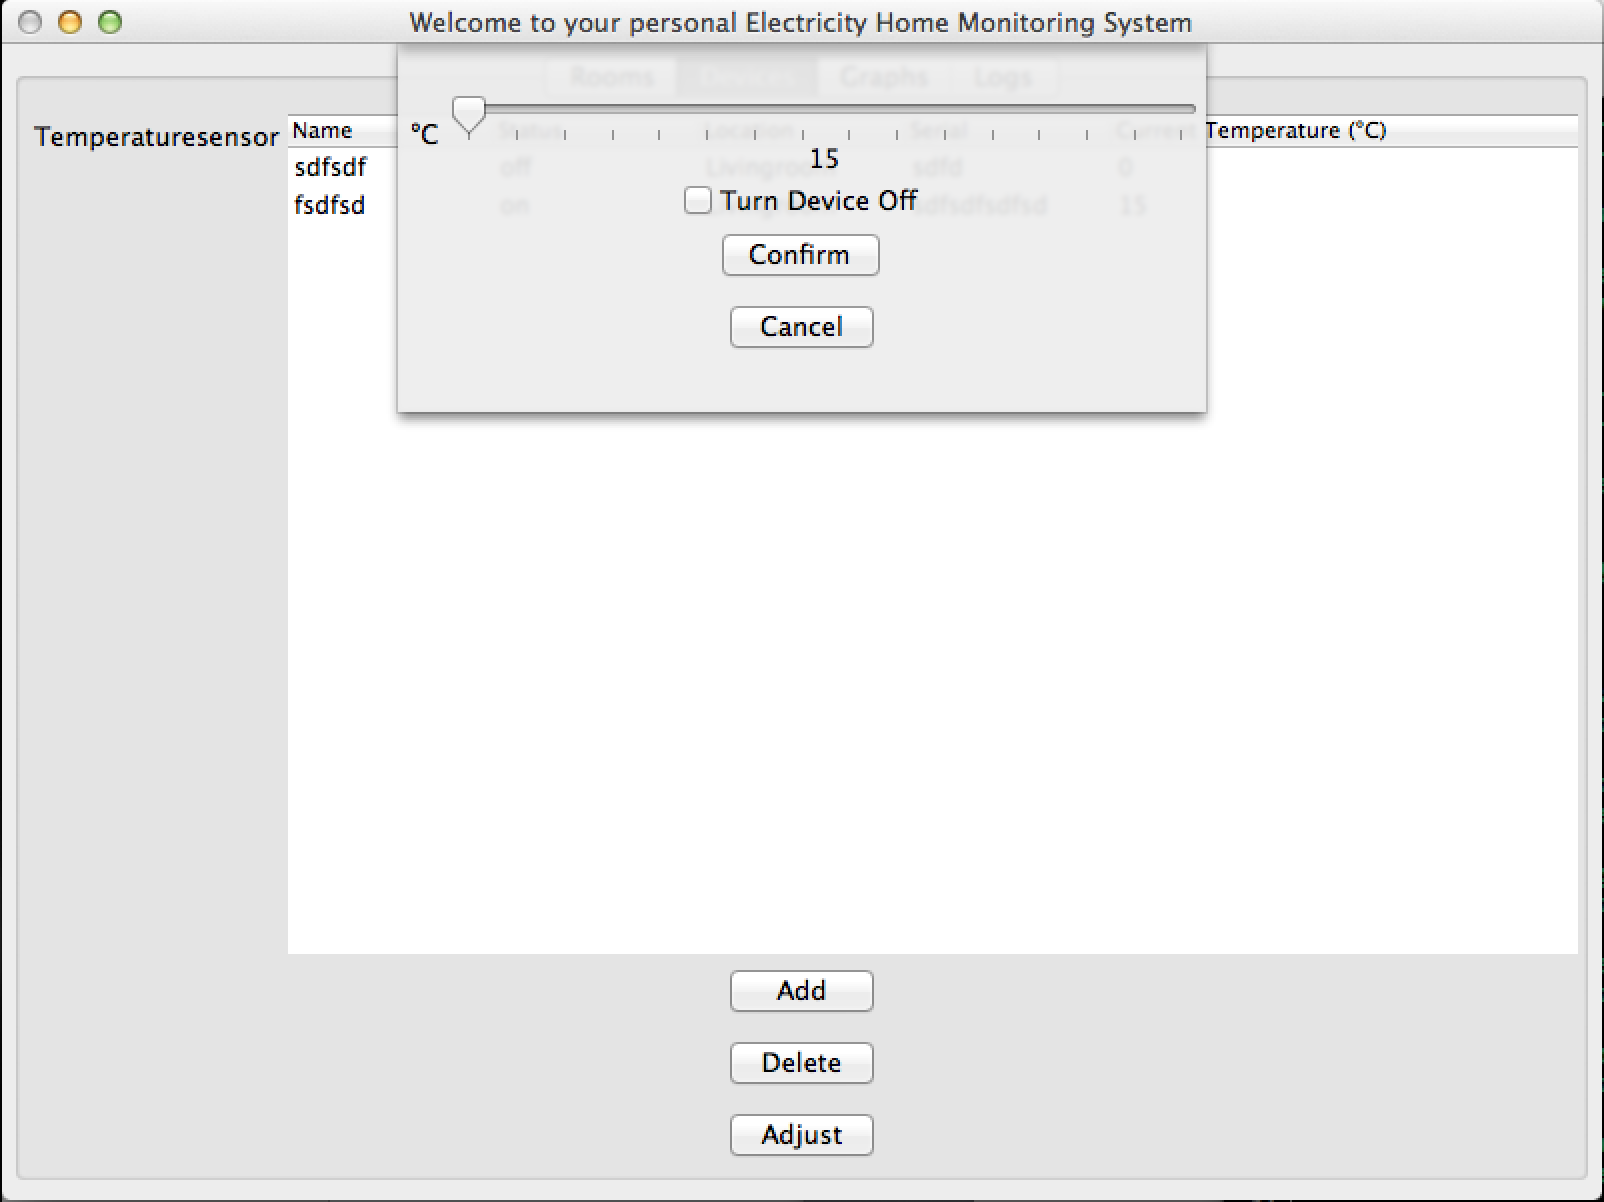 Welcome to your personal Electricity Home Monitoring System
Rooms Devices Graphs Logs
Temperaturesensor
Name Status Location Serial Current Temperature (°C)
sdfsdf off Livingroom sdfd 0
fsdfsd on Livingroom sdfsdfsdfsd 15
°C
15
Turn Device Off
Confirm
Cancel
Add
Delete
Adjust